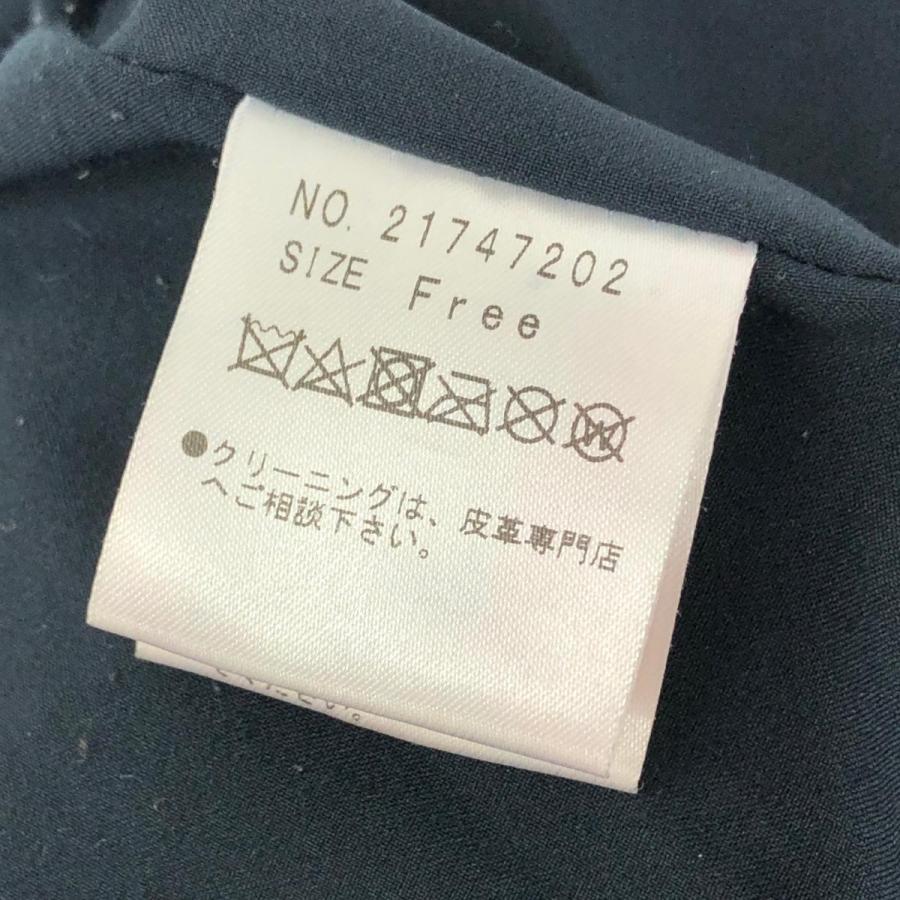 NO. 21747202
SIZE Free
W
●クリーニングは、皮革専門店
へご相談下さい。